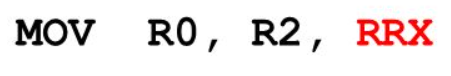 MOV R0, R2, RRX